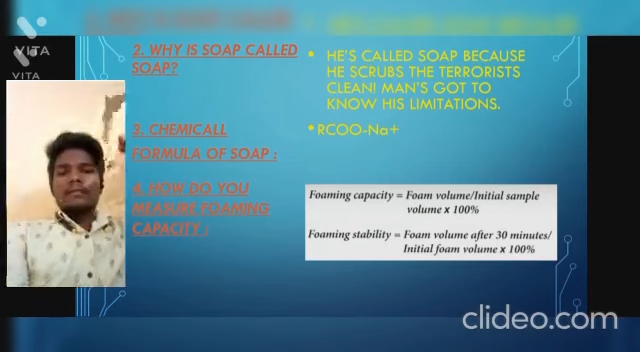 VITA
VITA
2. WHY IS SOAP CALLED
SOAP?
• HE'S CALLED SOAP BECAUSE
HE SCRUBS THE TERRORISTS
CLEAN! MAN'S GOT TO
KNOW HIS LIMITATIONS.
3. CHEMICALL
FORMULA OF SOAP :
• RCOO-Na+
4. HOW DO YOU
MEASURE FOAMING
CAPACITY :
Foaming capacity = Foam volume/Initial sample
volume x 100%
Foaming stability = Foam volume after 30 minutes/
Initial foam volume x 100%
clideo.com